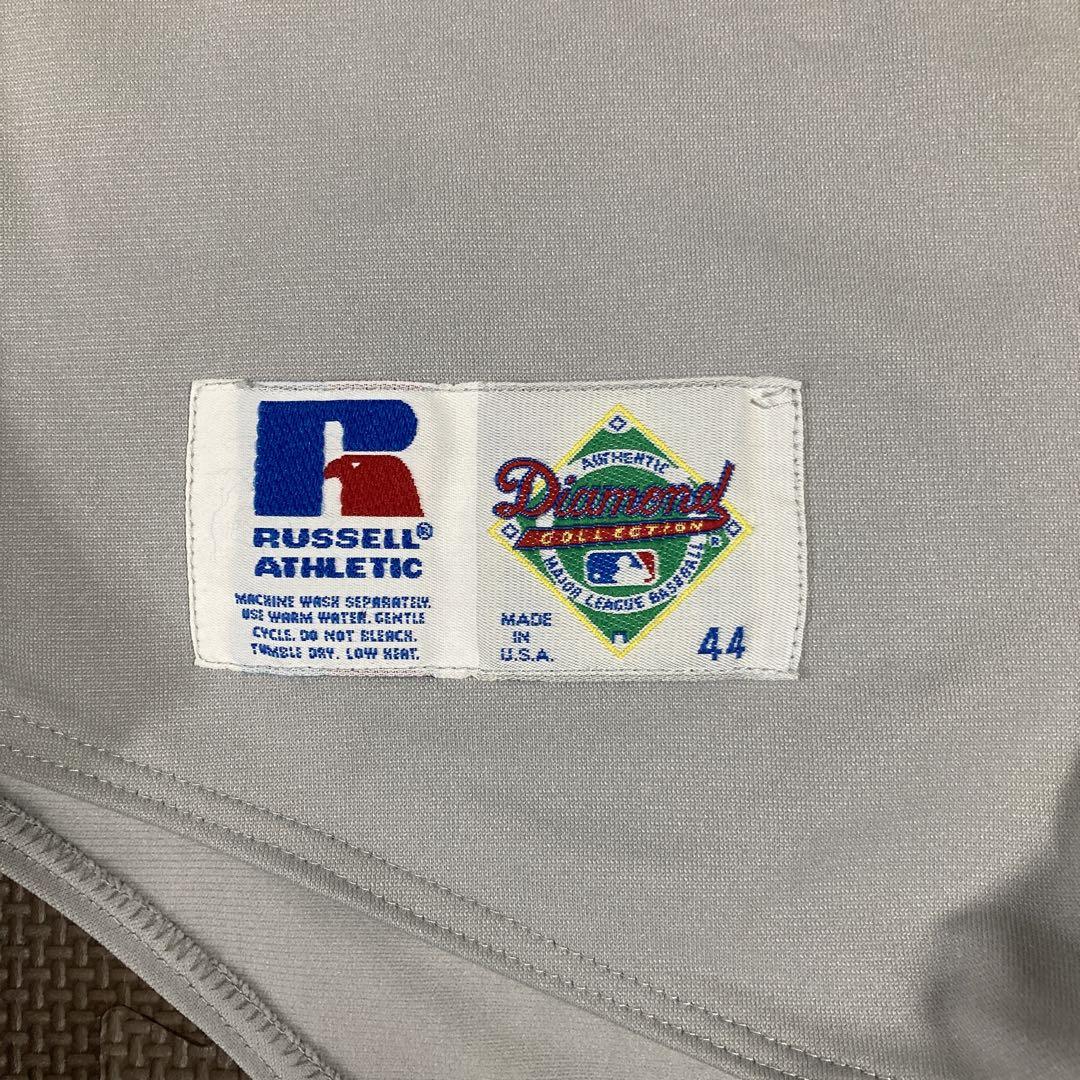 R
RUSSELL®
ATHLETIC
MACHINE WASH SEPARATELY.
USE WARM WATER. GENTLE
CYCLE. DO NOT BLEACH.
TUMBLE DRY. LOW HEAT.
AUTHENTIC
Diamond
COLLECTION
MAJOR LEAGUE BASEBALL®
MADE
IN
U.S.A.
44